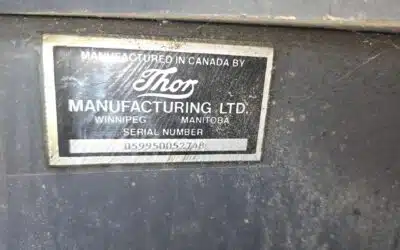 MANUFACTURED IN CANADA BY
Thor
MANUFACTURING LTD.
WINNIPEG MANITOBA
SERIAL NUMBER